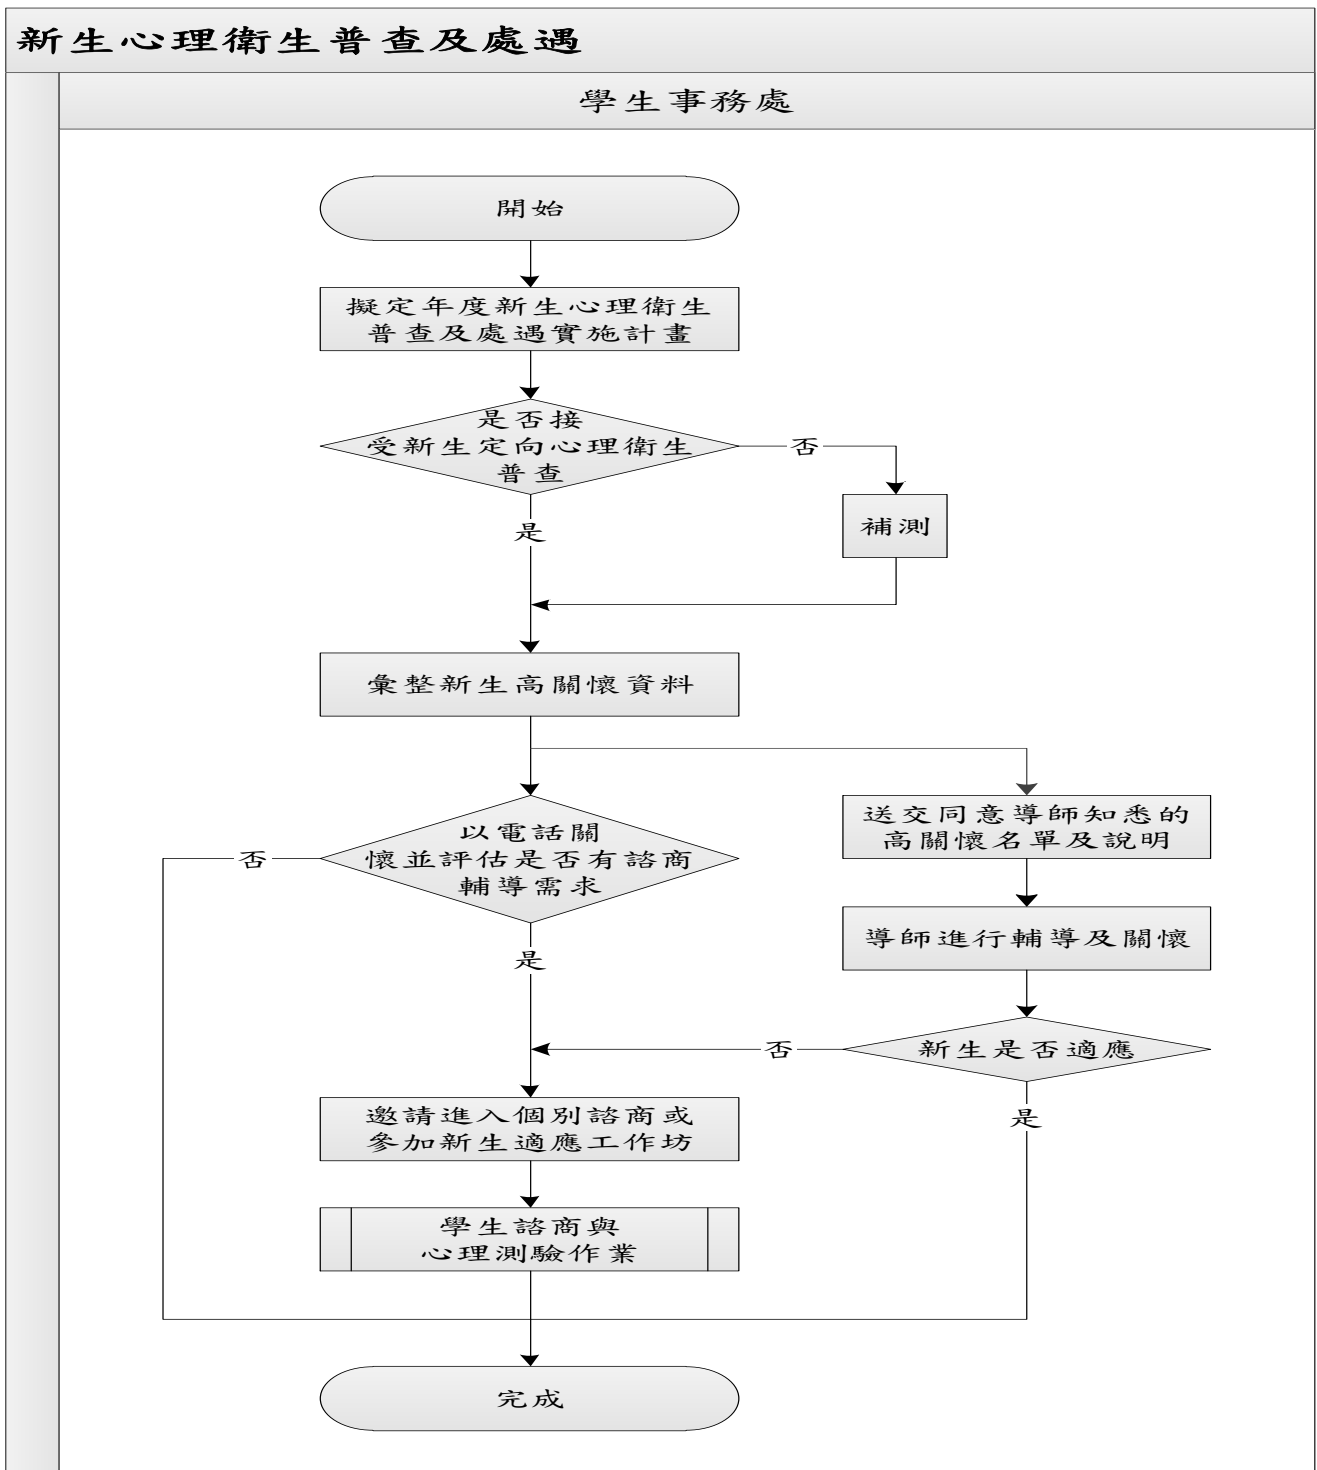 新生心理衛生普查及處遇
學生事務處
開始
擬定年度新生心理衛生
普查及處遇實施計畫
是否接
受新生定向心理衛生
普查
否
是
補測
彙整新生高關懷資料
以電話關
懷並評估是否有諮商
輔導需求
否
是
送交同意導師知悉的
高關懷名單及說明
導師進行輔導及關懷
新生是否適應
否
是
邀請進入個別諮商或
參加新生適應工作坊
學生諮商與
心理測驗作業
完成